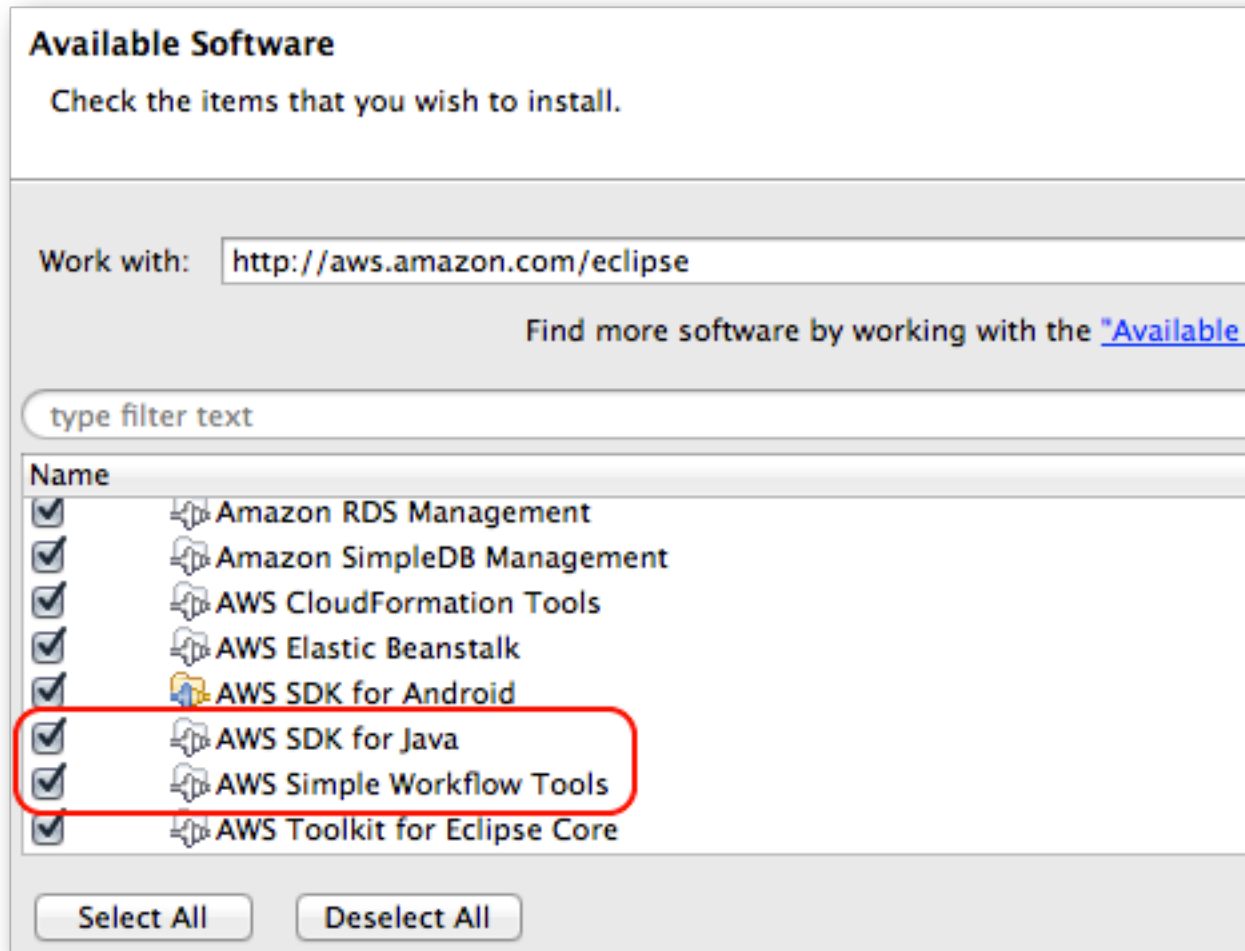 Available Software
Check the items that you wish to install.
Work with: http://aws.amazon.com/eclipse
Find more software by working with the "Available
type filter text
Name
Amazon RDS Management
Amazon SimpleDB Management
AWS CloudFormation Tools
AWS Elastic Beanstalk
AWS SDK for Android
AWS SDK for Java
AWS Simple Workflow Tools
AWS Toolkit for Eclipse Core
Select All Deselect All